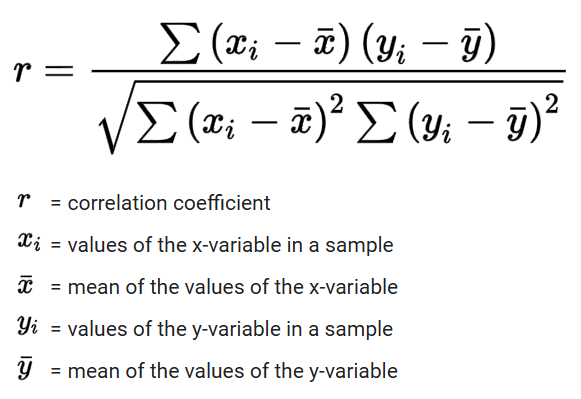 r = Σ (xᵢ − x̄) (yᵢ − ȳ) / √ Σ (xᵢ − x̄)² Σ (yᵢ − ȳ)²
r = correlation coefficient
xᵢ = values of the x-variable in a sample
x̄ = mean of the values of the x-variable
yᵢ = values of the y-variable in a sample
ȳ = mean of the values of the y-variable